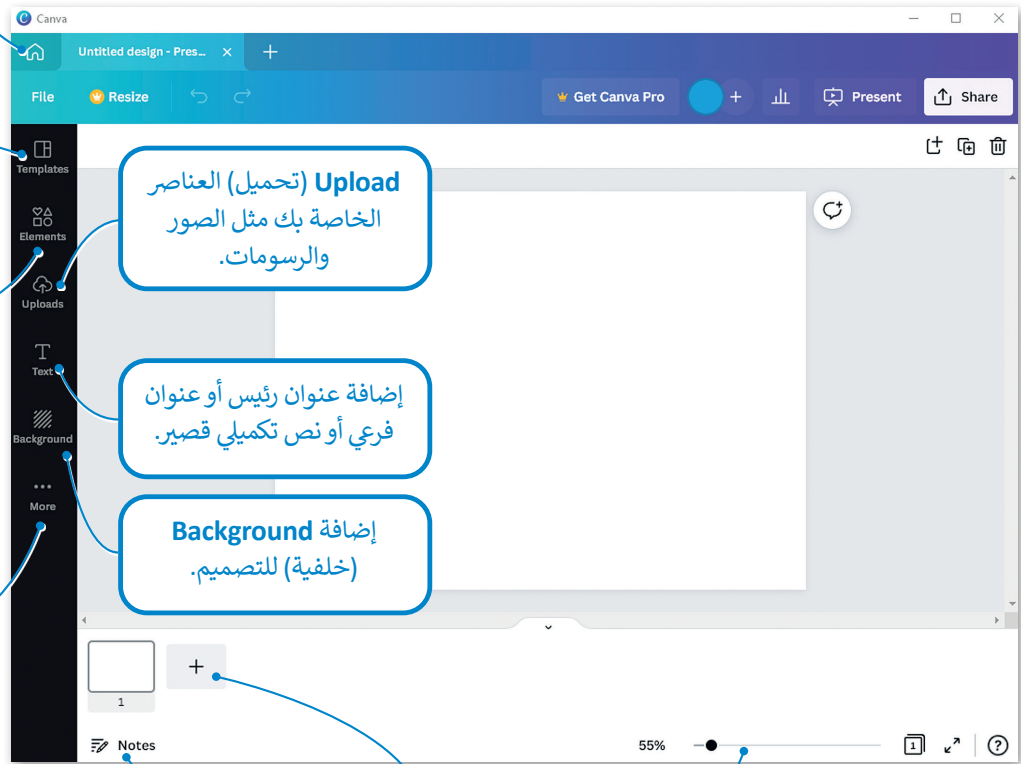 Canva
Untitled design - Pres...
File
Resize
Get Canva Pro
Present
Share
Templates
Elements
Uploads
Text
Background
More
Upload (تحميل) العناصر
الخاصة بك مثل الصور
والرسومات.
إضافة عنوان رئيس أو عنوان
فرعي أو نص تكميلي قصير.
إضافة Background
(خلفية) للتصميم.
1
Notes
55%
1